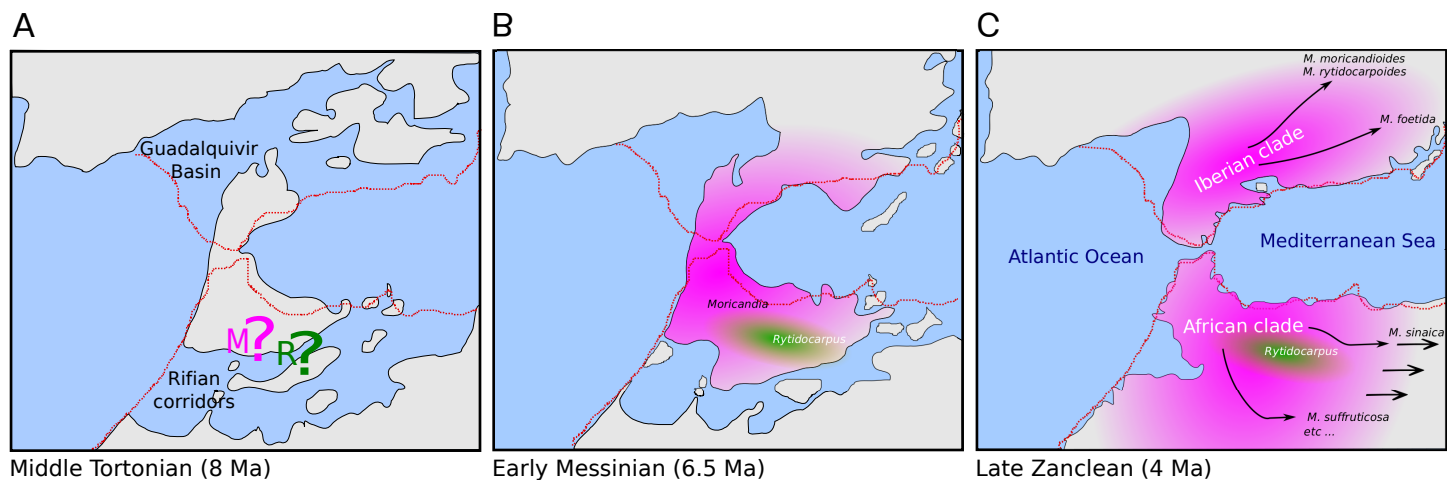 A
Guadalquivir
Basin
M?
R?
Rifian
corridors
Middle Tortonian (8 Ma)
B
Moricandia
Rytidocarpus
Early Messinian (6.5 Ma)
C
M. moricandioides
M. rytidocarpoides
M. foetida
Iberian clade
Atlantic Ocean
Mediterranean Sea
African clade
M. sinaica
Rytidocarpus
M. suffruticosa
etc ...
Late Zanclean (4 Ma)